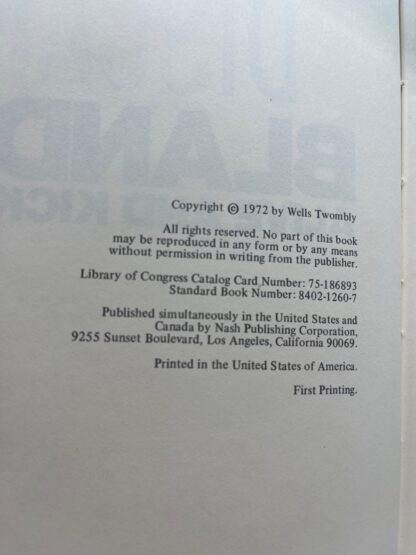 Copyright © 1972 by Wells Twombly
All rights reserved. No part of this book
may be reproduced in any form or by any means
without permission in writing from the publisher.
Library of Congress Catalog Card Number: 75-186893
Standard Book Number: 8402-1260-7
Published simultaneously in the United States and
Canada by Nash Publishing Corporation,
9255 Sunset Boulevard, Los Angeles, California 90069.
Printed in the United States of America.
First Printing.